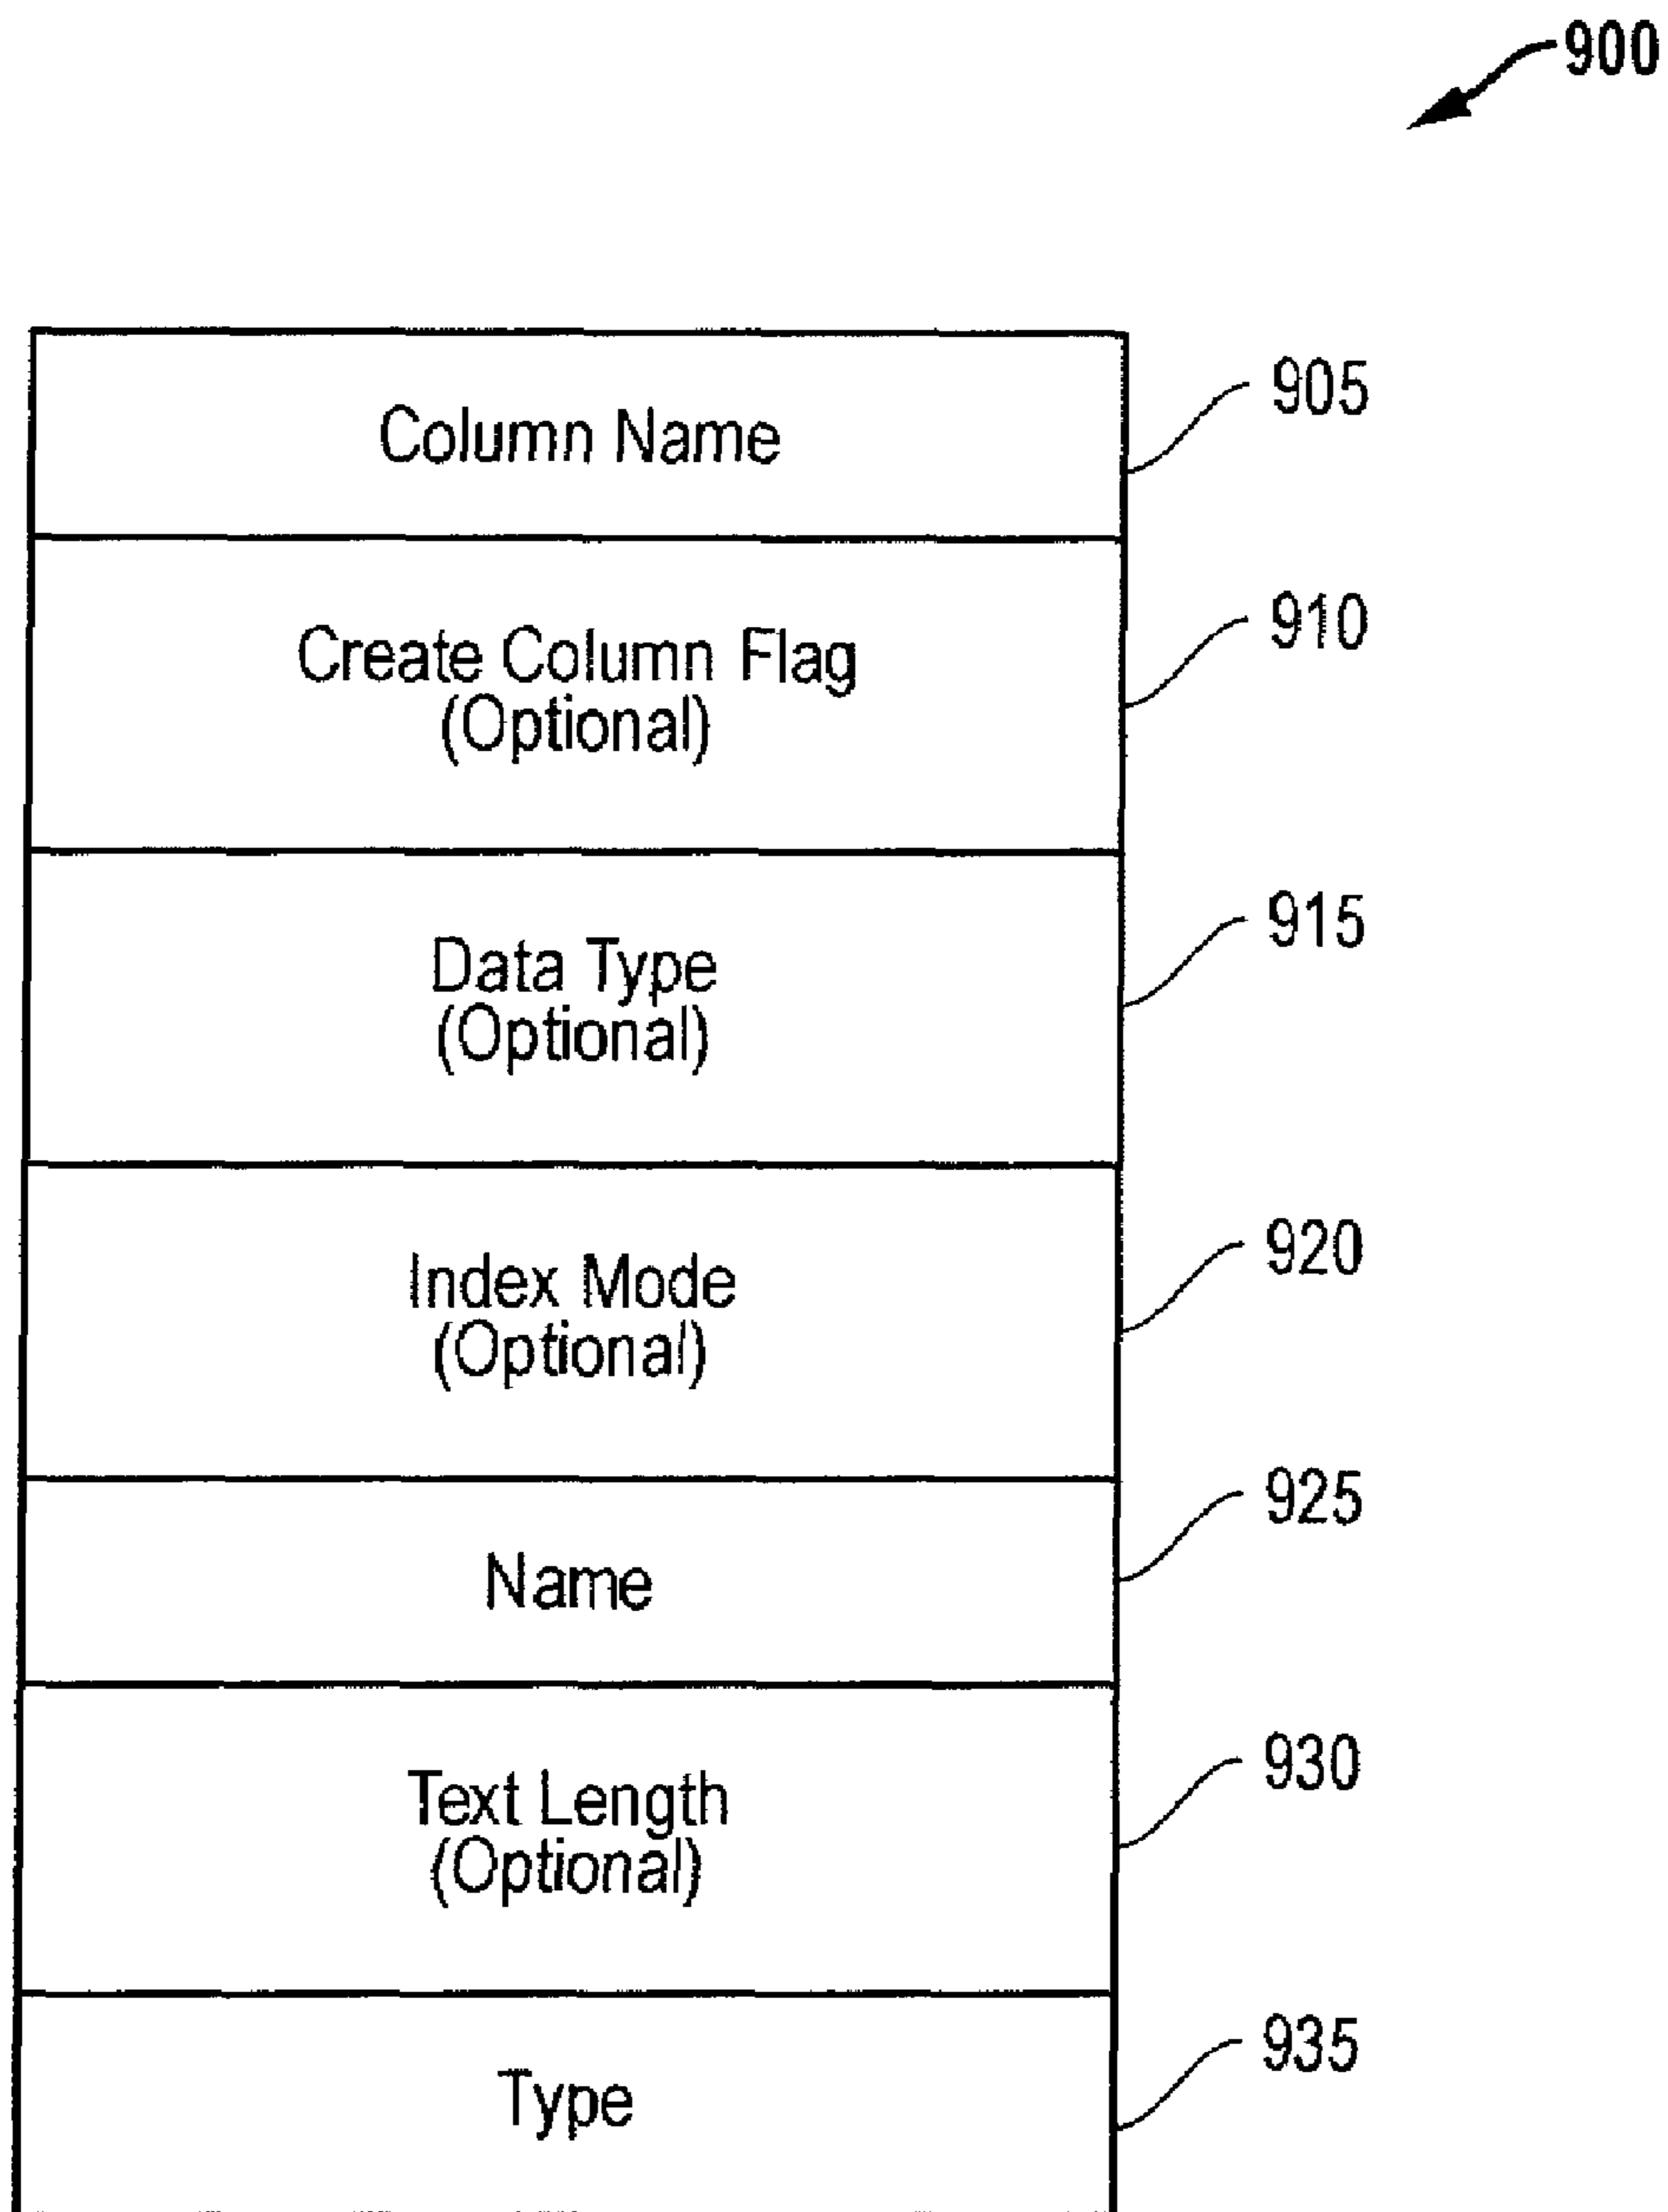 900
Column Name
905
Create Column Flag
(Optional)
910
Data Type
(Optional)
915
Index Mode
(Optional)
920
Name
925
Text Length
(Optional)
930
Type
935